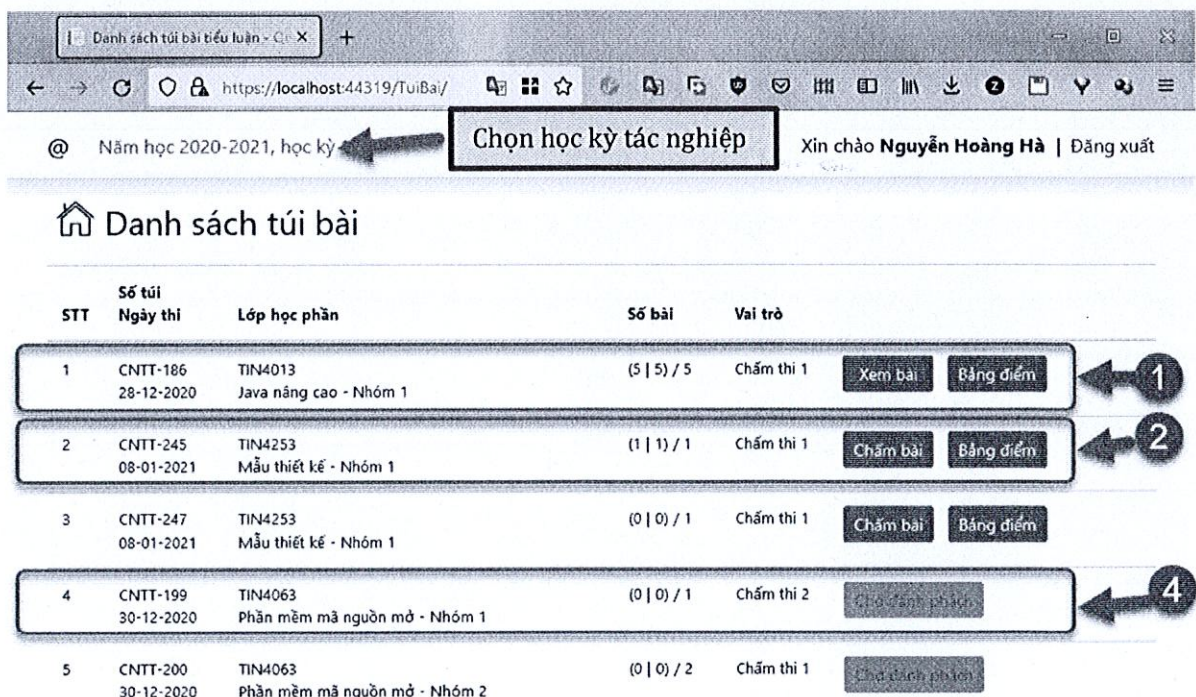 Danh sách túi bài tiểu luận - Q
https://localhost:44319/TuiBai/
Năm học 2020-2021, học kỳ
Chọn học kỳ tác nghiệp
Xin chào Nguyễn Hoàng Hà | Đăng xuất
Danh sách túi bài
STT Số túi Ngày thi Lớp học phần Số bài Vai trò
1 CNTT-186 TIN4013 (5 | 5) / 5 Chấm thi 1 Xem bài Bảng điểm 1
28-12-2020 Java nâng cao - Nhóm 1
2 CNTT-245 TIN4253 (1 | 1) / 1 Chấm thi 1 Chấm bài Bảng điểm 2
08-01-2021 Mẫu thiết kế - Nhóm 1
3 CNTT-247 TIN4253 (0 | 0) / 1 Chấm thi 1 Chấm bài Bảng điểm
08-01-2021 Mẫu thiết kế - Nhóm 1
4 CNTT-199 TIN4063 (0 | 0) / 1 Chấm thi 2 Chờ đánh phách 4
30-12-2020 Phần mềm mã nguồn mở - Nhóm 1
5 CNTT-200 TIN4063 (0 | 0) / 2 Chấm thi 1 Chờ đánh phách
30-12-2020 Phần mềm mã nguồn mở - Nhóm 2